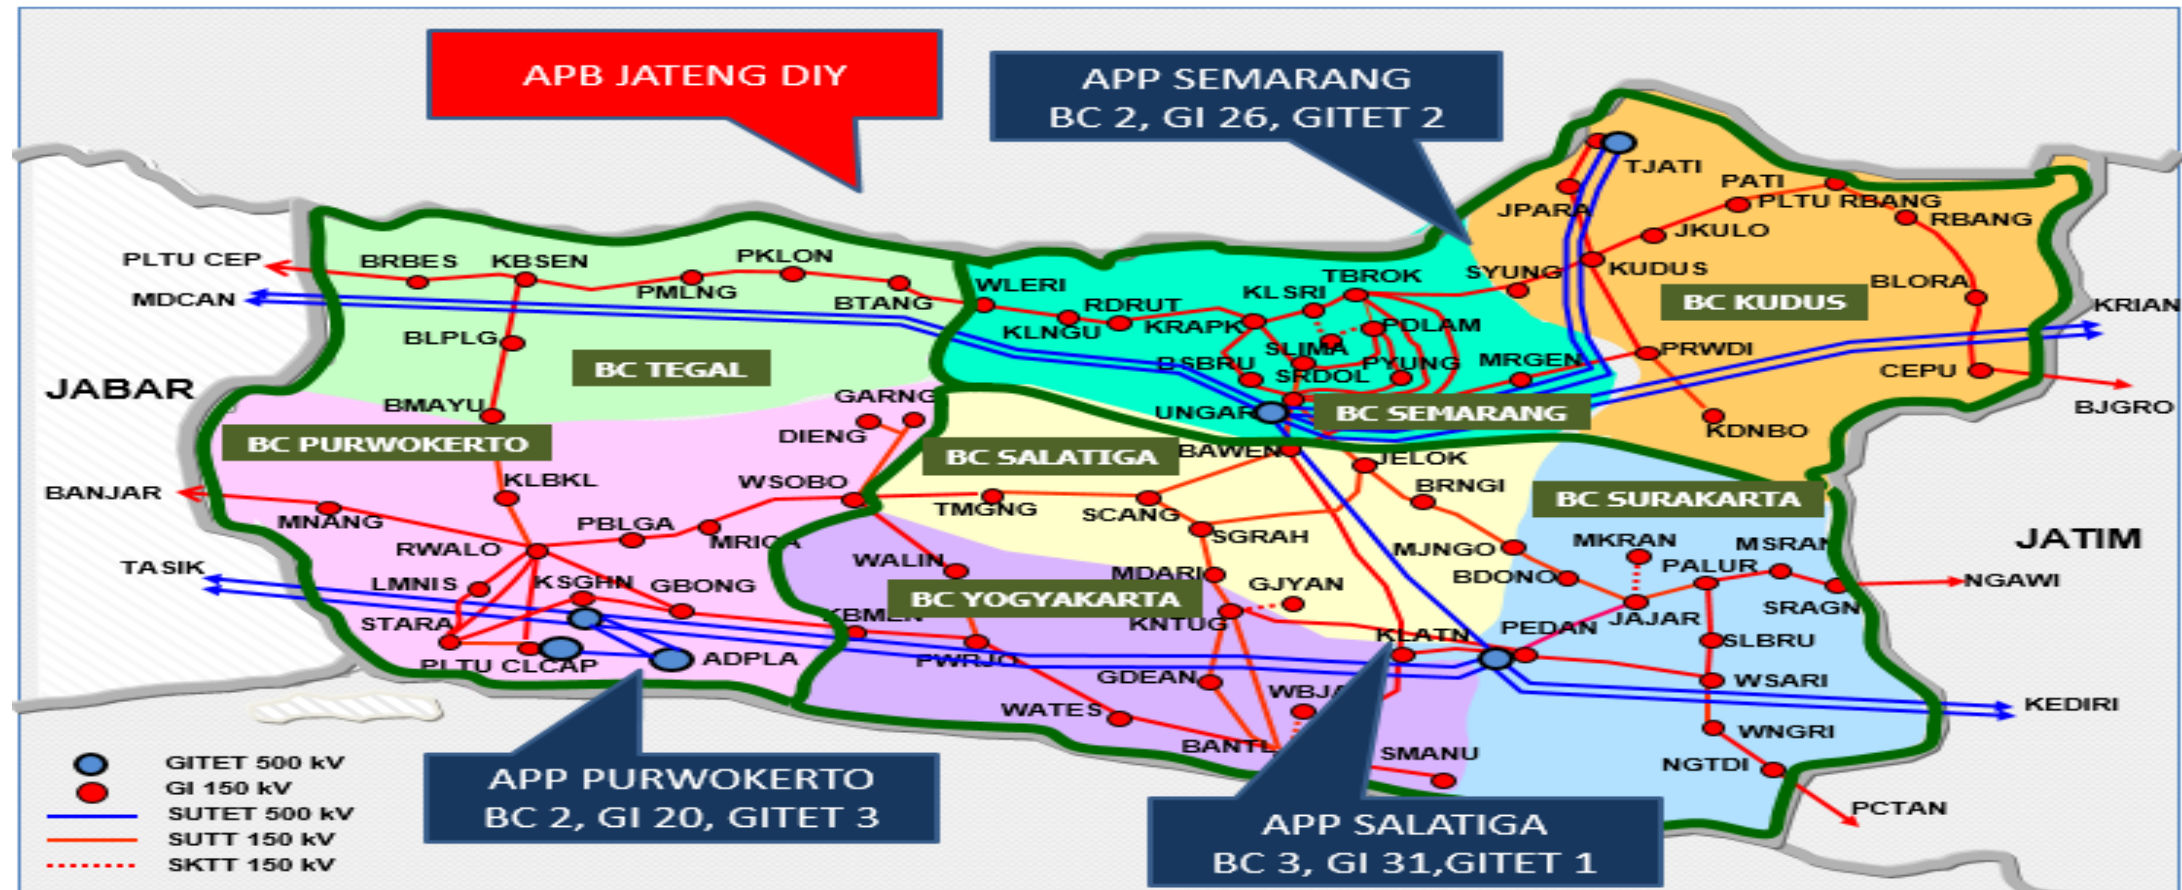 APB JATENG DIY
APP SEMARANG
BC 2, GI 26, GITET 2
TJATI
PATI
PLTU RBANG
RBANG
JPARA
JKULO
KUDUS
SYUNG
BLORA
BC KUDUS
KRIAN
PRWDI
CEPU
BJGRO
KDNBO
PLTU CEP
MDCAN
BRBES
KBSEN
PKLON
PMLNG
BTANG
BLPLG
BC TEGAL
JABAR
BMAYU
WLERI
KLNGU
RDRUT
KRAPK
KLSRI
TBROK
PDLAM
SLIMA
BSBRU
SRDOL
PYUNG
MRGEN
UNGAR
BC SEMARANG
GARNG
DIENG
BC PURWOKERTO
KLBKL
WSOBO
BANJAR
MNANG
PBLGA
MRICA
RWALO
TASIK
LMNIS
KSGHN
GBONG
STARA
PLTU CLCAP
ADPLA
BC SALATIGA
BAWEN
JELOK
BRNGI
TMGNG
SCANG
SGRAH
MJNGO
BDONO
BC SURAKARTA
MKRAN
MSRAN
PALUR
JATIM
NGAWI
SRAGN
JAJAR
PEDAN
SLBRU
WSARI
KEDIRI
WNGRI
NGTDI
PCTAN
WALIN
MDARI
GJYAN
BC YOGYAKARTA
KNTUG
KBMEN
PWRJO
KLATN
GDEAN
WATES
BANTL
SMANU
GITET 500 kV
GI 150 kV
SUTET 500 kV
SUTT 150 kV
SKTT 150 kV
APP PURWOKERTO
BC 2, GI 20, GITET 3
APP SALATIGA
BC 3, GI 31,GITET 1